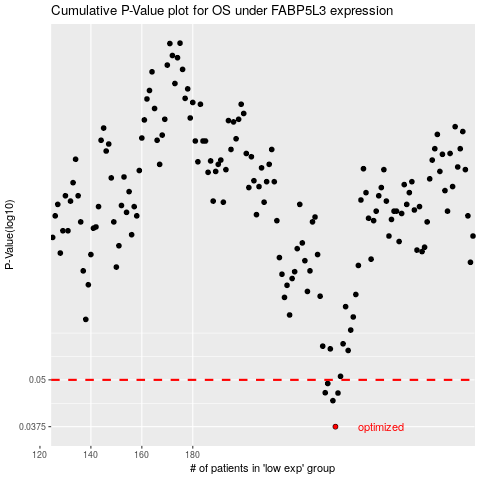 Cumulative P-Value plot for OS under FABP5L3 expression
P-Value(log10)
0.05
0.0375
optimized
120 140 160 180
# of patients in 'low exp' group